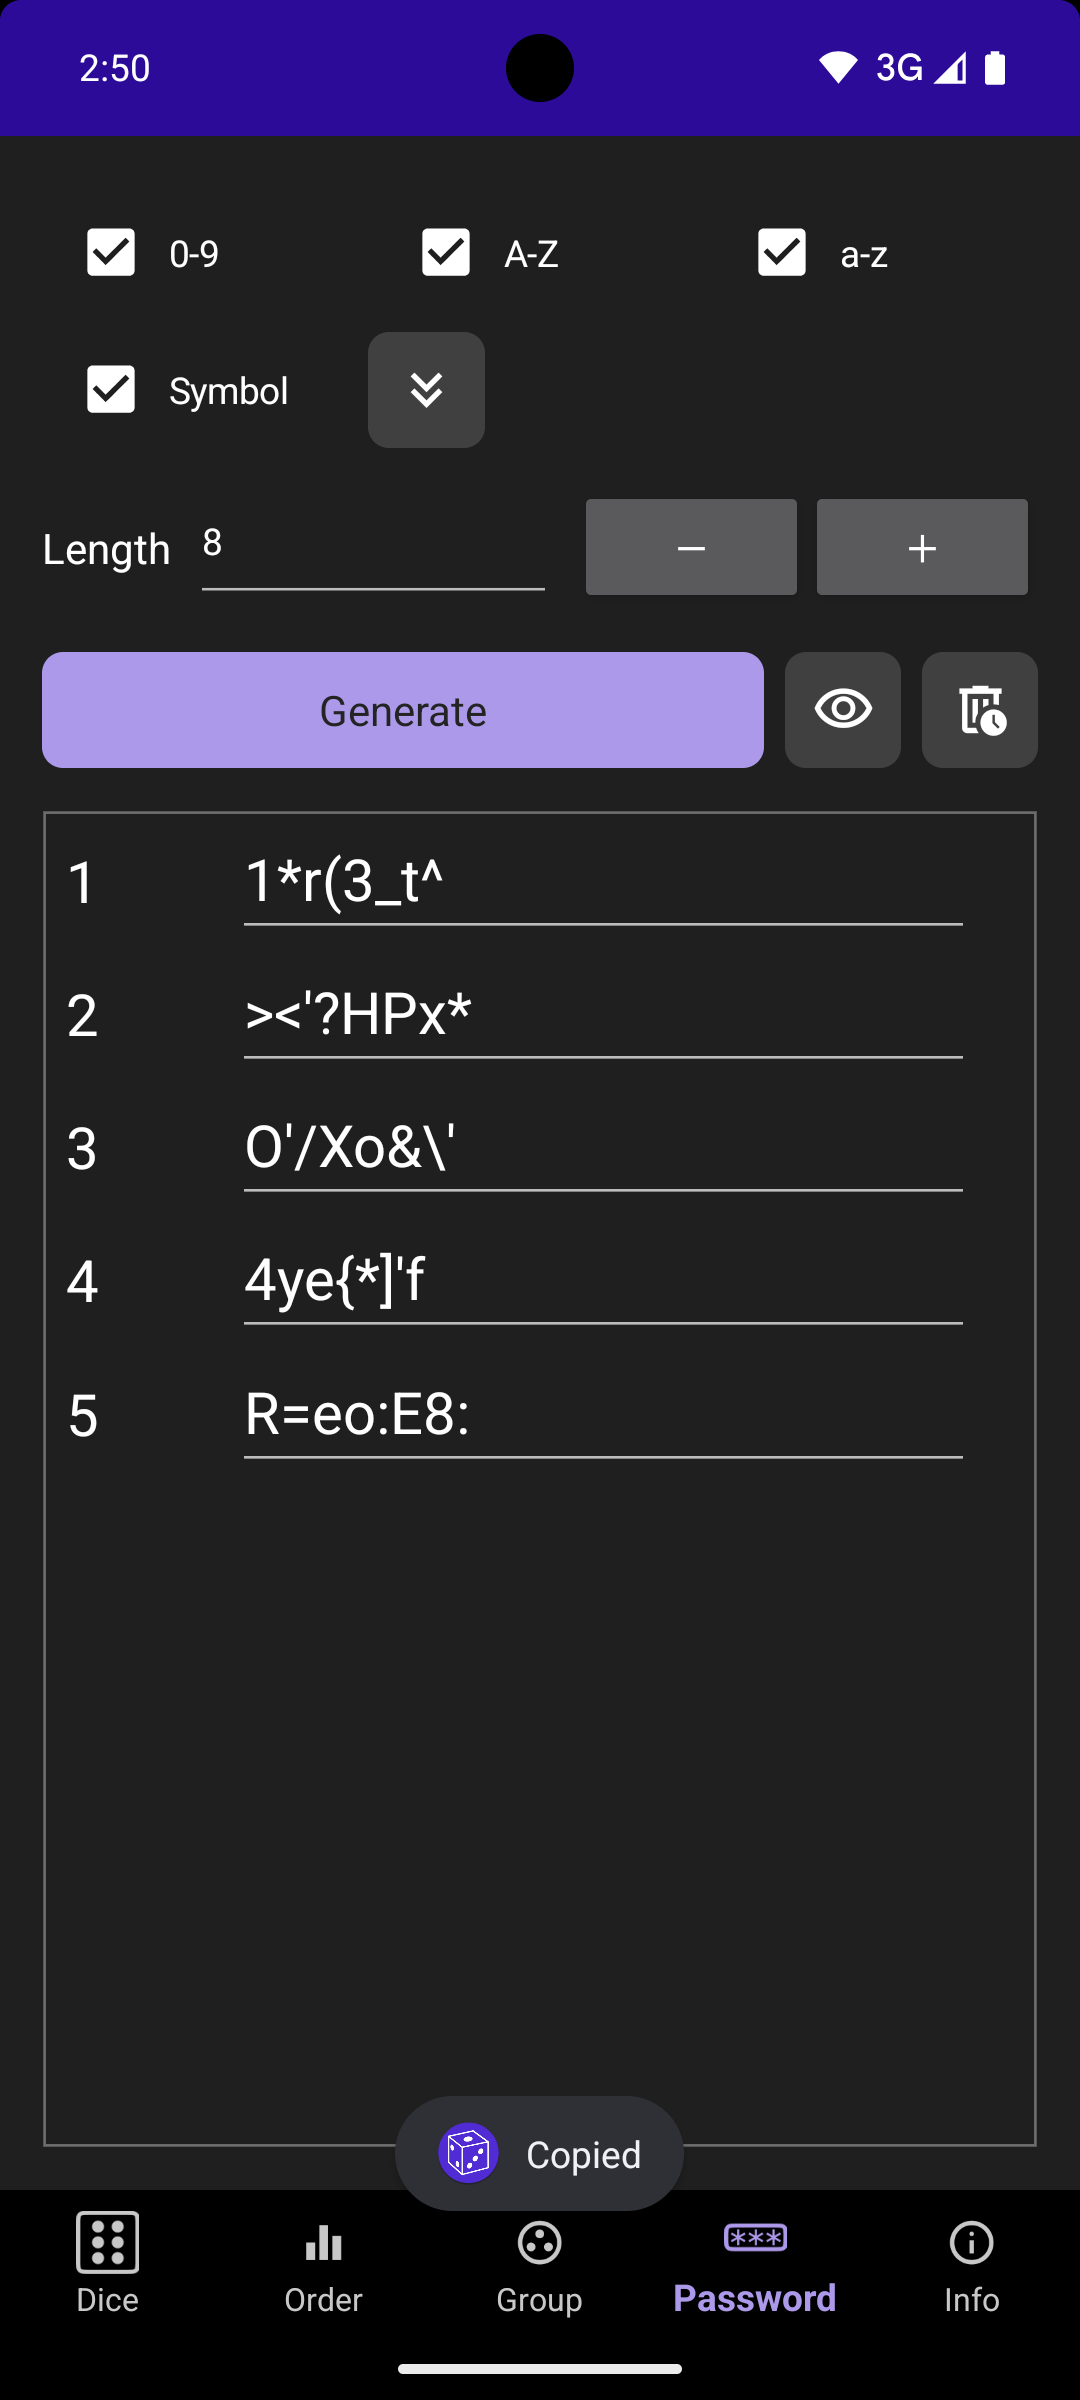 2:50 3G
0-9 A-Z a-z
Symbol
Length 8 − +
Generate
1 1*r(3_t^
2 ><'?HPx*
3 O'/Xo&\'
4 4ye{*]'f
5 R=eo:E8:
Copied
Dice Order Group Password Info